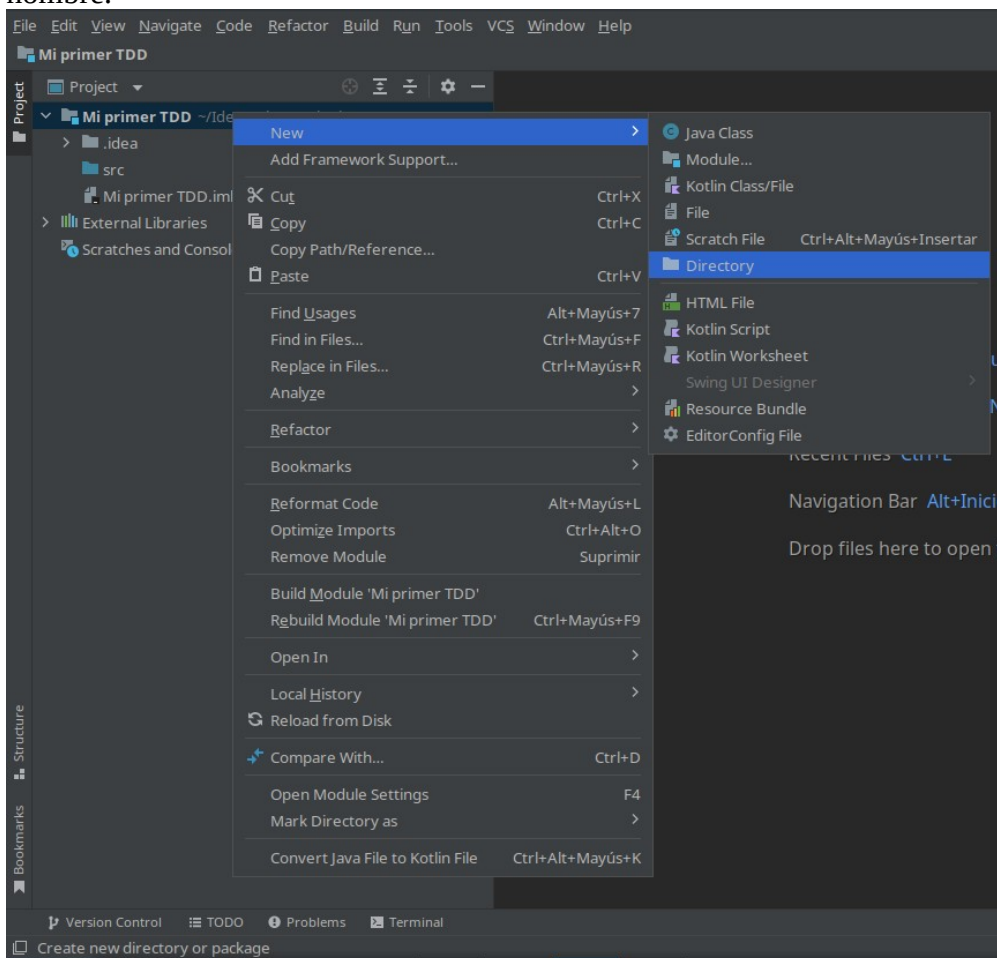 nombre.
File Edit View Navigate Code Refactor Build Run Tools VCS Window Help
Mi primer TDD
Project
Project
Mi primer TDD ~/Ide
.idea
src
Mi primer TDD.iml
External Libraries
Scratches and Consol
New
Add Framework Support...
Cut Ctrl+X
Copy Ctrl+C
Copy Path/Reference...
Paste Ctrl+V
Find Usages Alt+Mayús+7
Find in Files... Ctrl+Mayús+F
Replace in Files... Ctrl+Mayús+R
Analyze
Refactor
Bookmarks
Reformat Code Alt+Mayús+L
Optimize Imports Ctrl+Alt+O
Remove Module Suprimir
Build Module 'Mi primer TDD'
Rebuild Module 'Mi primer TDD' Ctrl+Mayús+F9
Open In
Local History
Reload from Disk
Compare With... Ctrl+D
Open Module Settings F4
Mark Directory as
Convert Java File to Kotlin File Ctrl+Alt+Mayús+K
Java Class
Module...
Kotlin Class/File
File
Scratch File Ctrl+Alt+Mayús+Insertar
Directory
HTML File
Kotlin Script
Kotlin Worksheet
Swing UI Designer
Resource Bundle
EditorConfig File
Recent Files Ctrl+E
Navigation Bar Alt+Inici
Drop files here to open
Structure
Bookmarks
Version Control TODO Problems Terminal
Create new directory or package